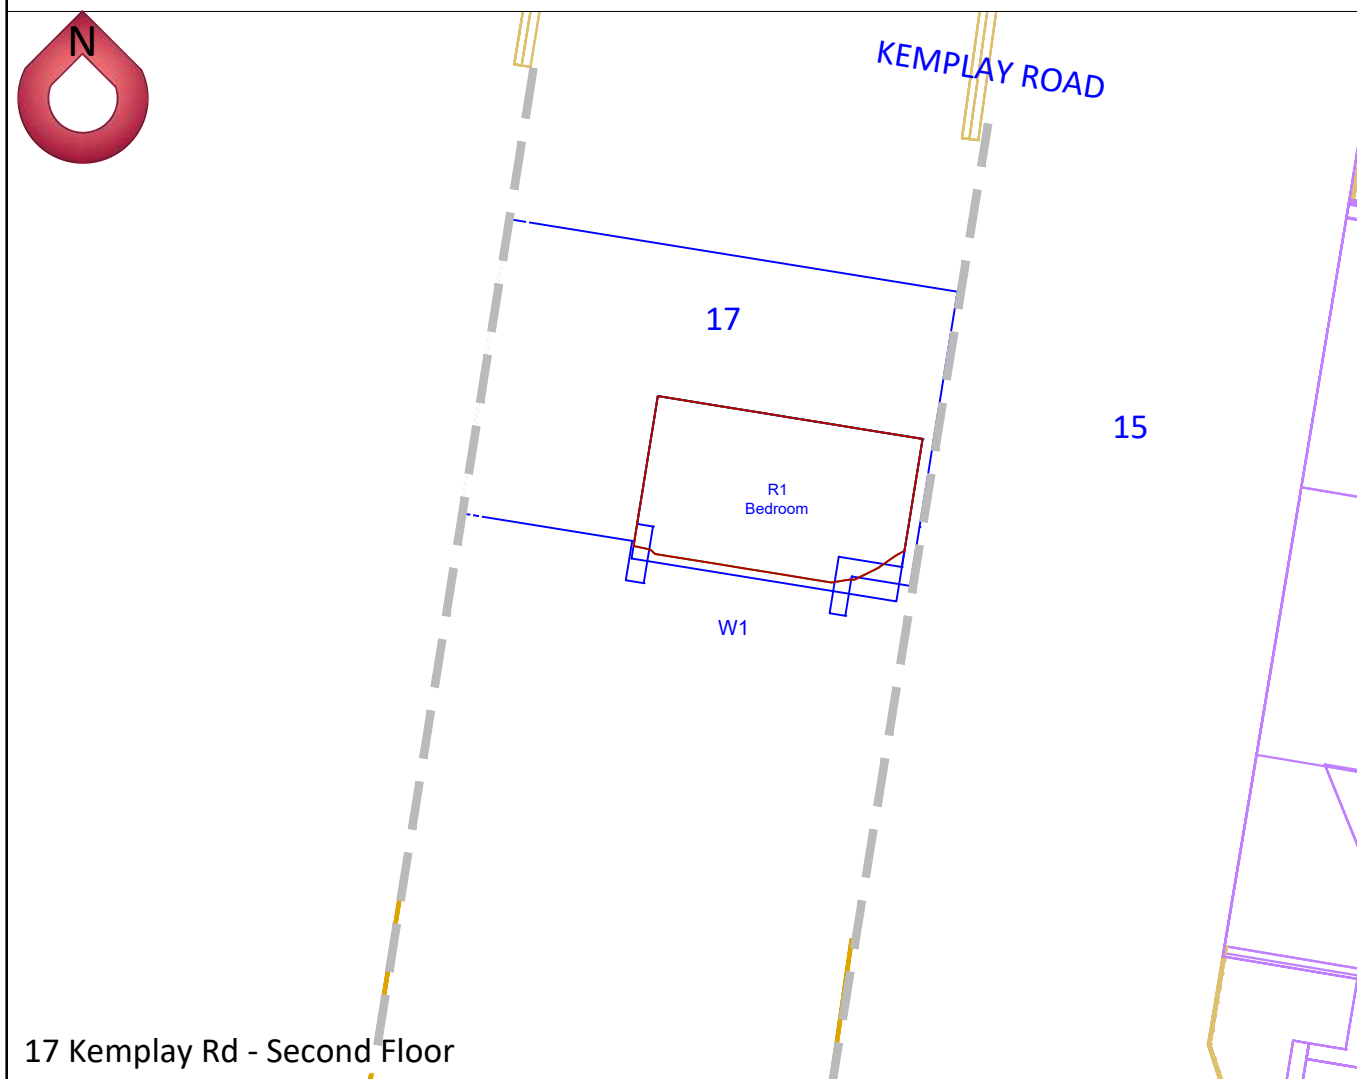 N
KEMPLAY ROAD
17
15
R1
Bedroom
W1
17 Kemplay Rd - Second Floor